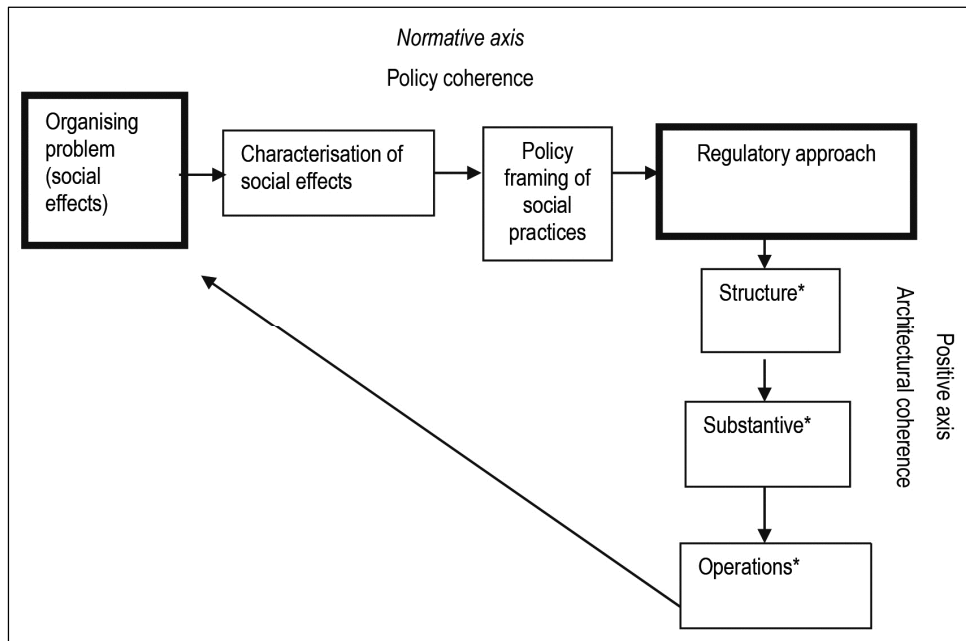 Normative axis
Policy coherence
Organising
problem
(social
effects)
Characterisation of
social effects
Policy
framing of
social
practices
Regulatory approach
Structure*
Substantive*
Operations*
Positive axis
Architectural coherence